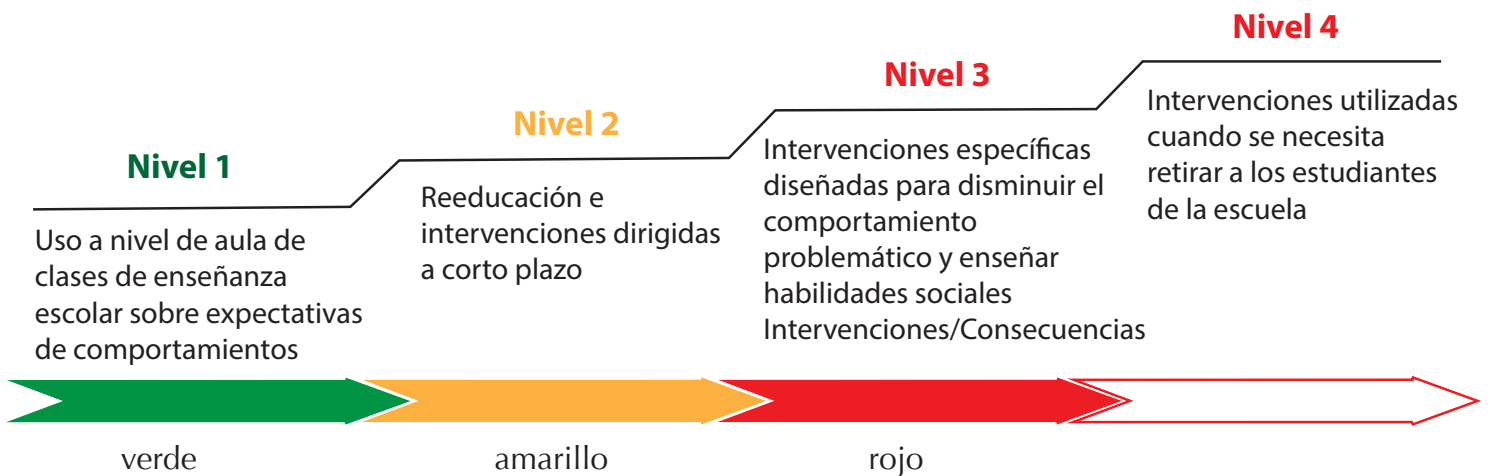 Nivel 1
Uso a nivel de aula de
clases de enseñanza
escolar sobre expectativas
de comportamientos
Nivel 2
Reeducación e
intervenciones dirigidas
a corto plazo
Nivel 3
Intervenciones específicas
diseñadas para disminuir el
comportamiento
problemático y enseñar
habilidades sociales
Intervenciones/Consecuencias
Nivel 4
Intervenciones utilizadas
cuando se necesita
retirar a los estudiantes
de la escuela
verde
amarillo
rojo